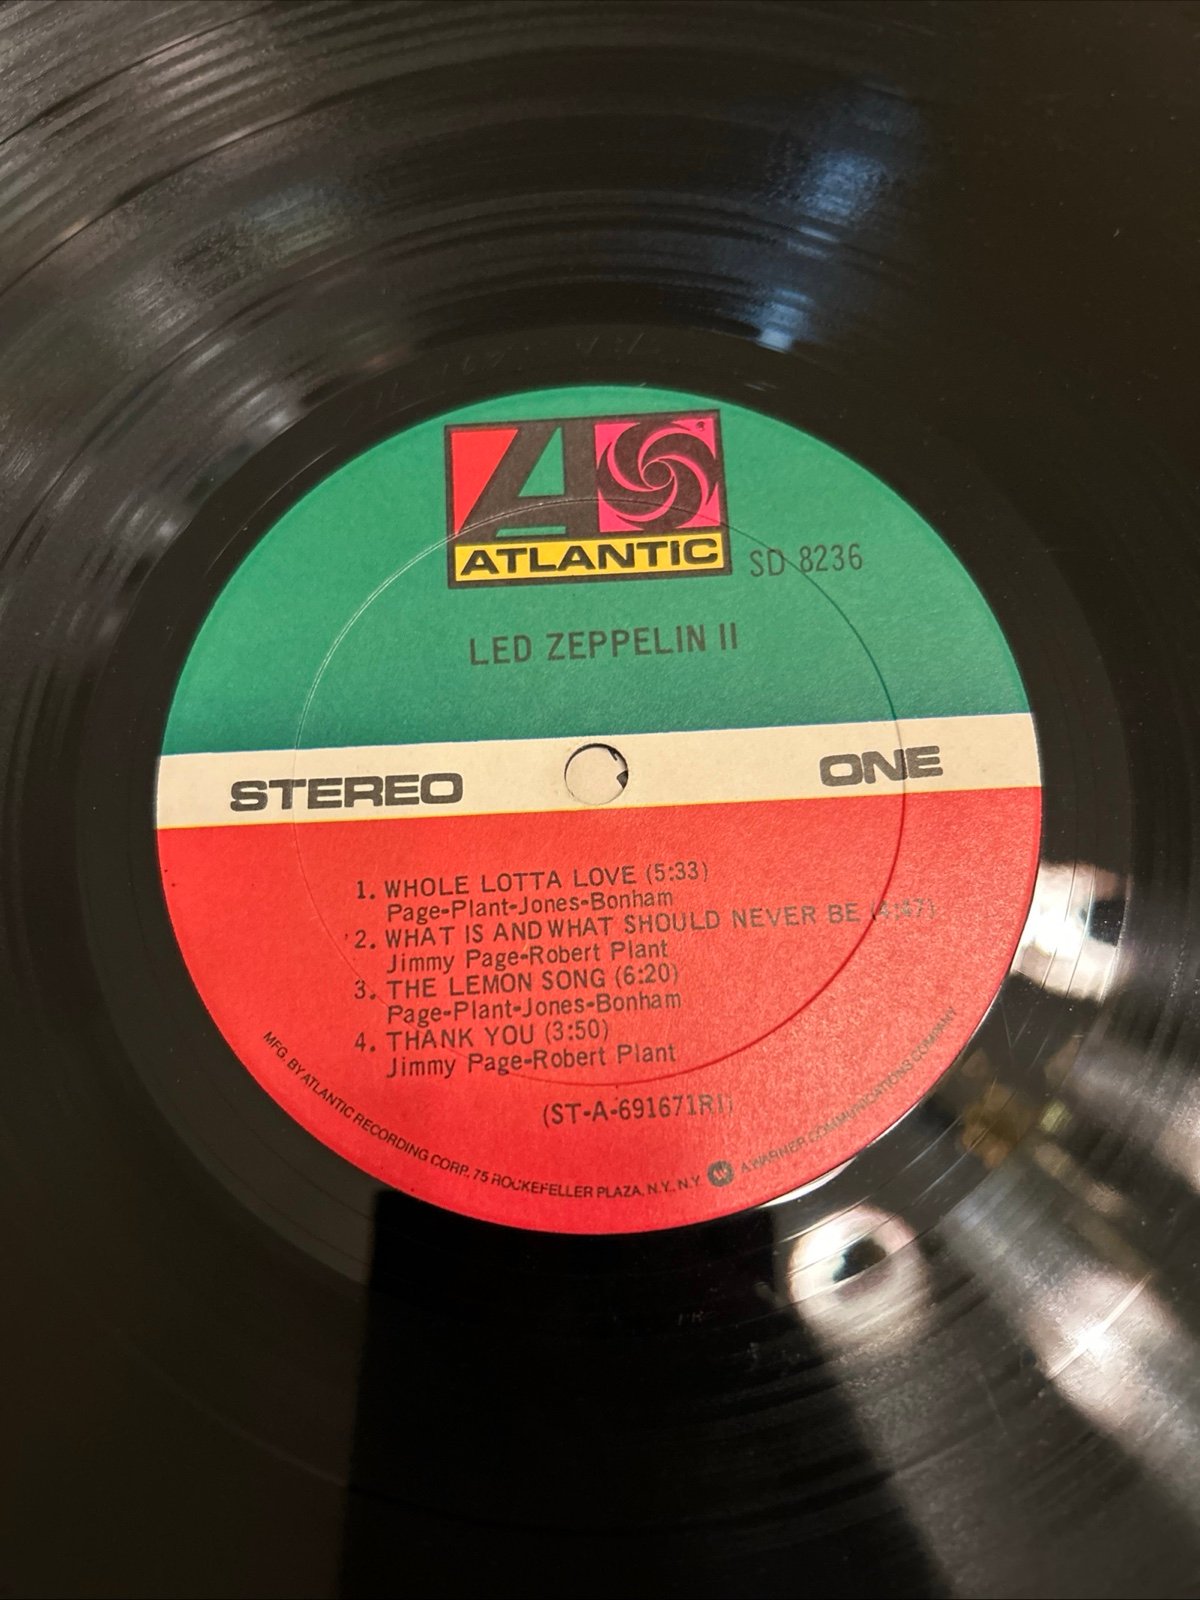 ATLANTIC
SD 8236
LED ZEPPELIN II
STEREO
ONE
1. WHOLE LOTTA LOVE (5:33)
Page-Plant-Jones-Bonham
2. WHAT IS AND WHAT SHOULD NEVER BE (4:47)
Jimmy Page-Robert Plant
3. THE LEMON SONG (6:20)
Page-Plant-Jones-Bonham
4. THANK YOU (3:50)
Jimmy Page-Robert Plant
(ST-A-691671RI)
MFG. BY ATLANTIC RECORDING CORP. 75 ROCKEFELLER PLAZA, N.Y., N.Y. A WARNER COMMUNICATIONS COMPANY